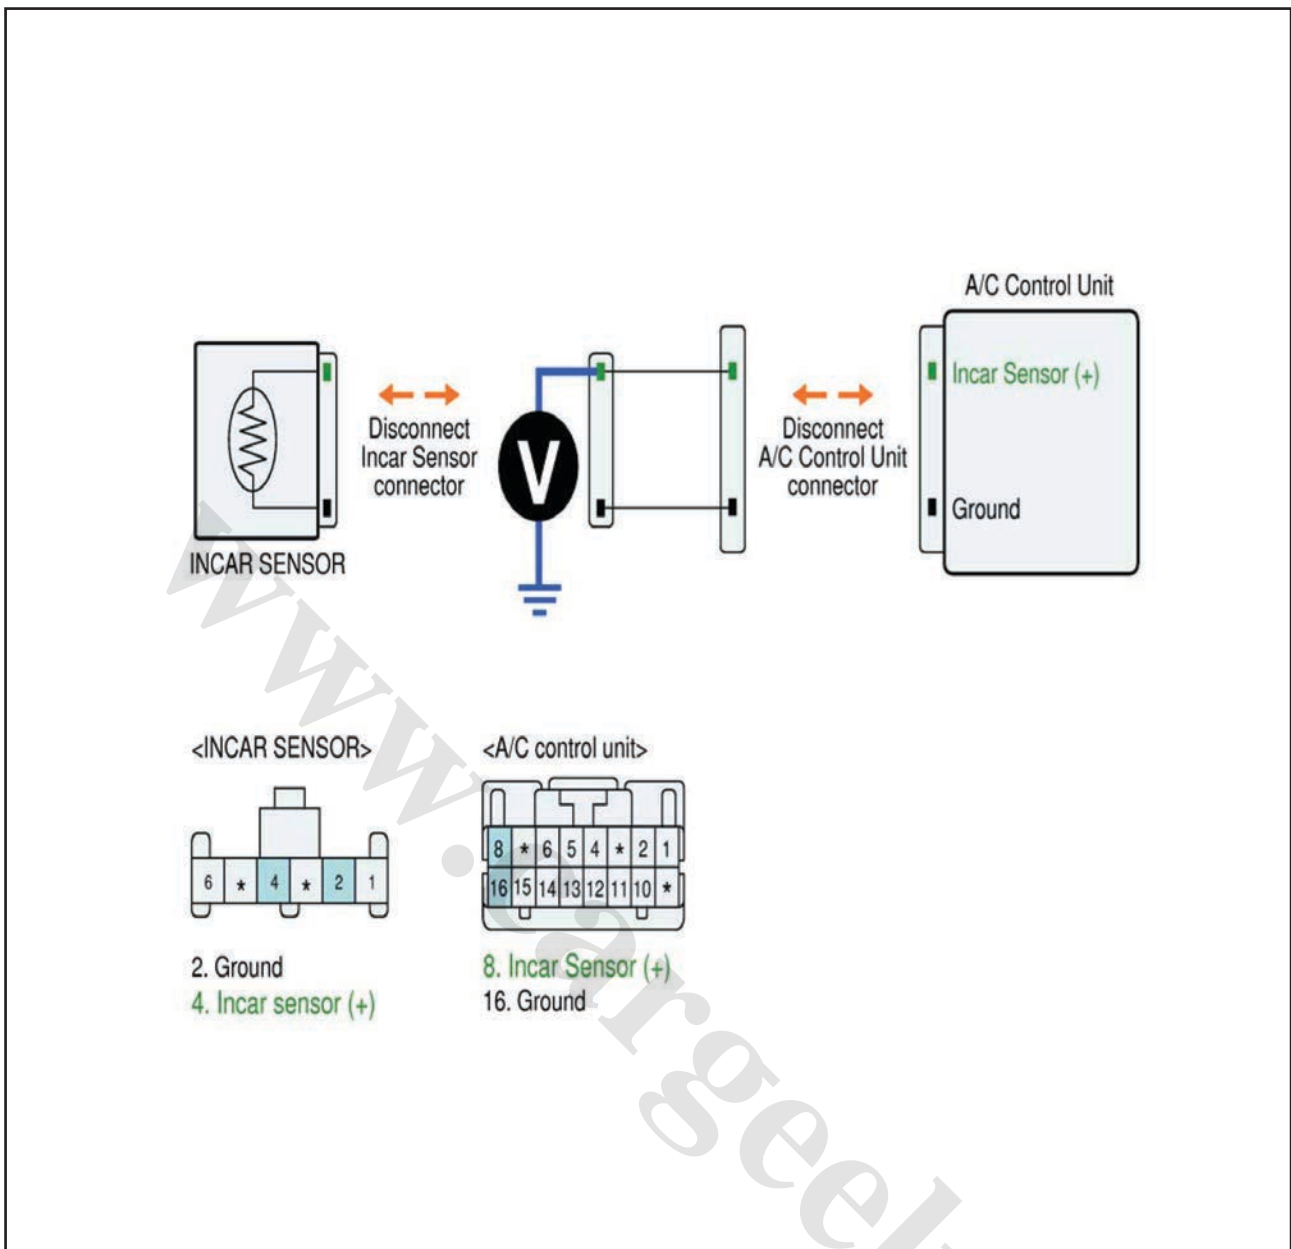 A/C Control Unit
Incar Sensor (+)
Disconnect
Incar Sensor
connector
V
Disconnect
A/C Control Unit
connector
Ground
INCAR SENSOR
<INCAR SENSOR>
<A/C control unit>
8 * 6 5 4 * 2 1
6 * 4 * 2 1
16 15 14 13 12 11 10 *
2. Ground
4. Incar sensor (+)
8. Incar Sensor (+)
16. Ground
www.cargeek